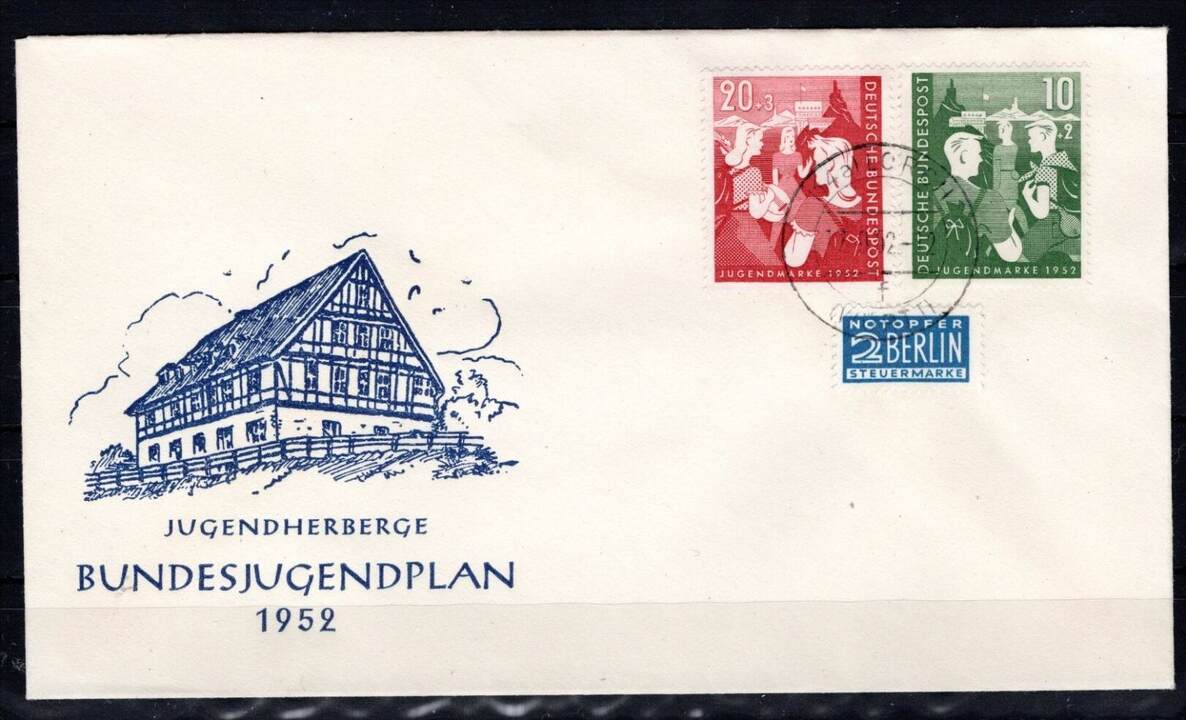 20+3
DEUTSCHE BUNDESPOST
JUGENDMARKE 1952
10
+2
DEUTSCHE BUNDESPOST
JUGENDMARKE 1952
NOTOPFER
2 BERLIN
STEUERMARKE
JUGENDHERBERGE
BUNDESJUGENDPLAN
1952